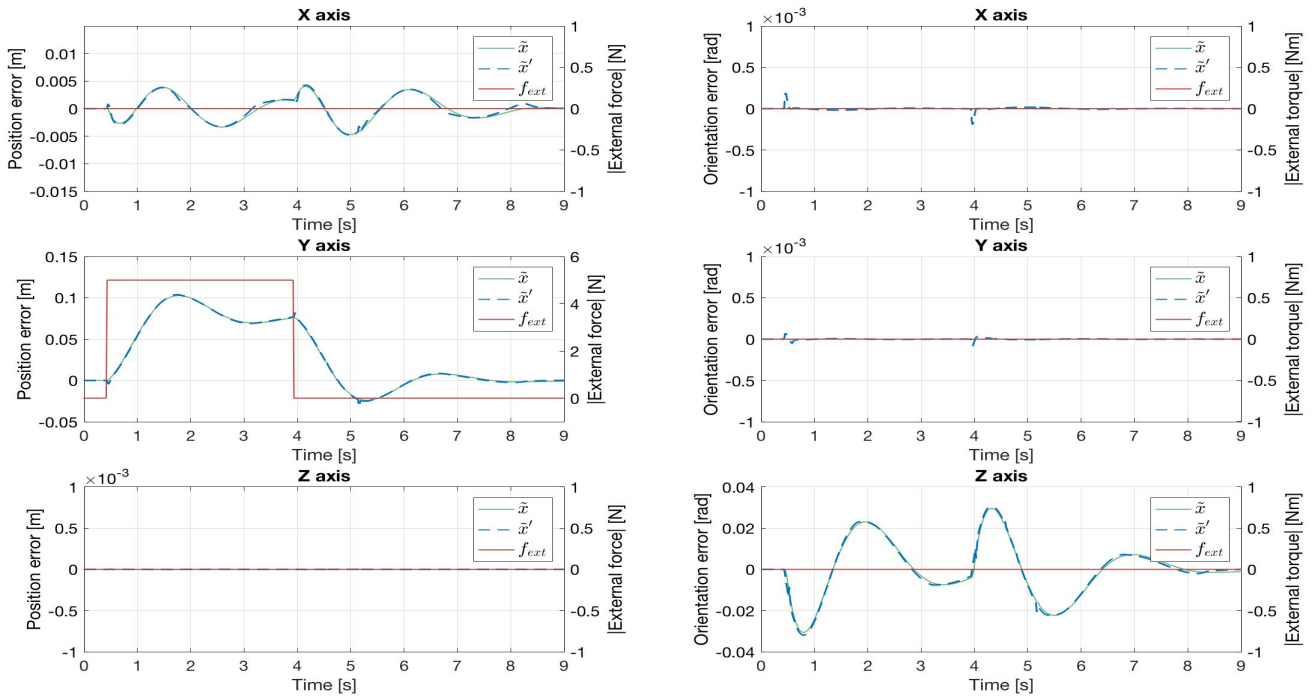 X axis
Position error [m]
0.01
0.005
0
-0.005
-0.01
-0.015
1
0.5
0
-0.5
-1
|External force| [N]
x̃
x̃′
f_ext
0 1 2 3 4 5 6 7 8 9
Time [s]
X axis
×10⁻³
Orientation error [rad]
1
0.5
0
-0.5
-1
1
0.5
0
-0.5
-1
|External torque| [Nm]
x̃
x̃′
f_ext
0 1 2 3 4 5 6 7 8 9
Time [s]
Y axis
Position error [m]
0.15
0.1
0.05
0
-0.05
6
4
2
0
|External force| [N]
x̃
x̃′
f_ext
0 1 2 3 4 5 6 7 8 9
Time [s]
Y axis
×10⁻³
Orientation error [rad]
1
0.5
0
-0.5
-1
1
0.5
0
-0.5
-1
|External torque| [Nm]
x̃
x̃′
f_ext
0 1 2 3 4 5 6 7 8 9
Time [s]
Z axis
×10⁻³
Position error [m]
1
0.5
0
-0.5
-1
1
0.5
0
-0.5
-1
|External force| [N]
x̃
x̃′
f_ext
0 1 2 3 4 5 6 7 8 9
Time [s]
Z axis
Orientation error [rad]
0.04
0.02
0
-0.02
-0.04
1
0.5
0
-0.5
-1
|External torque| [Nm]
x̃
x̃′
f_ext
0 1 2 3 4 5 6 7 8 9
Time [s]